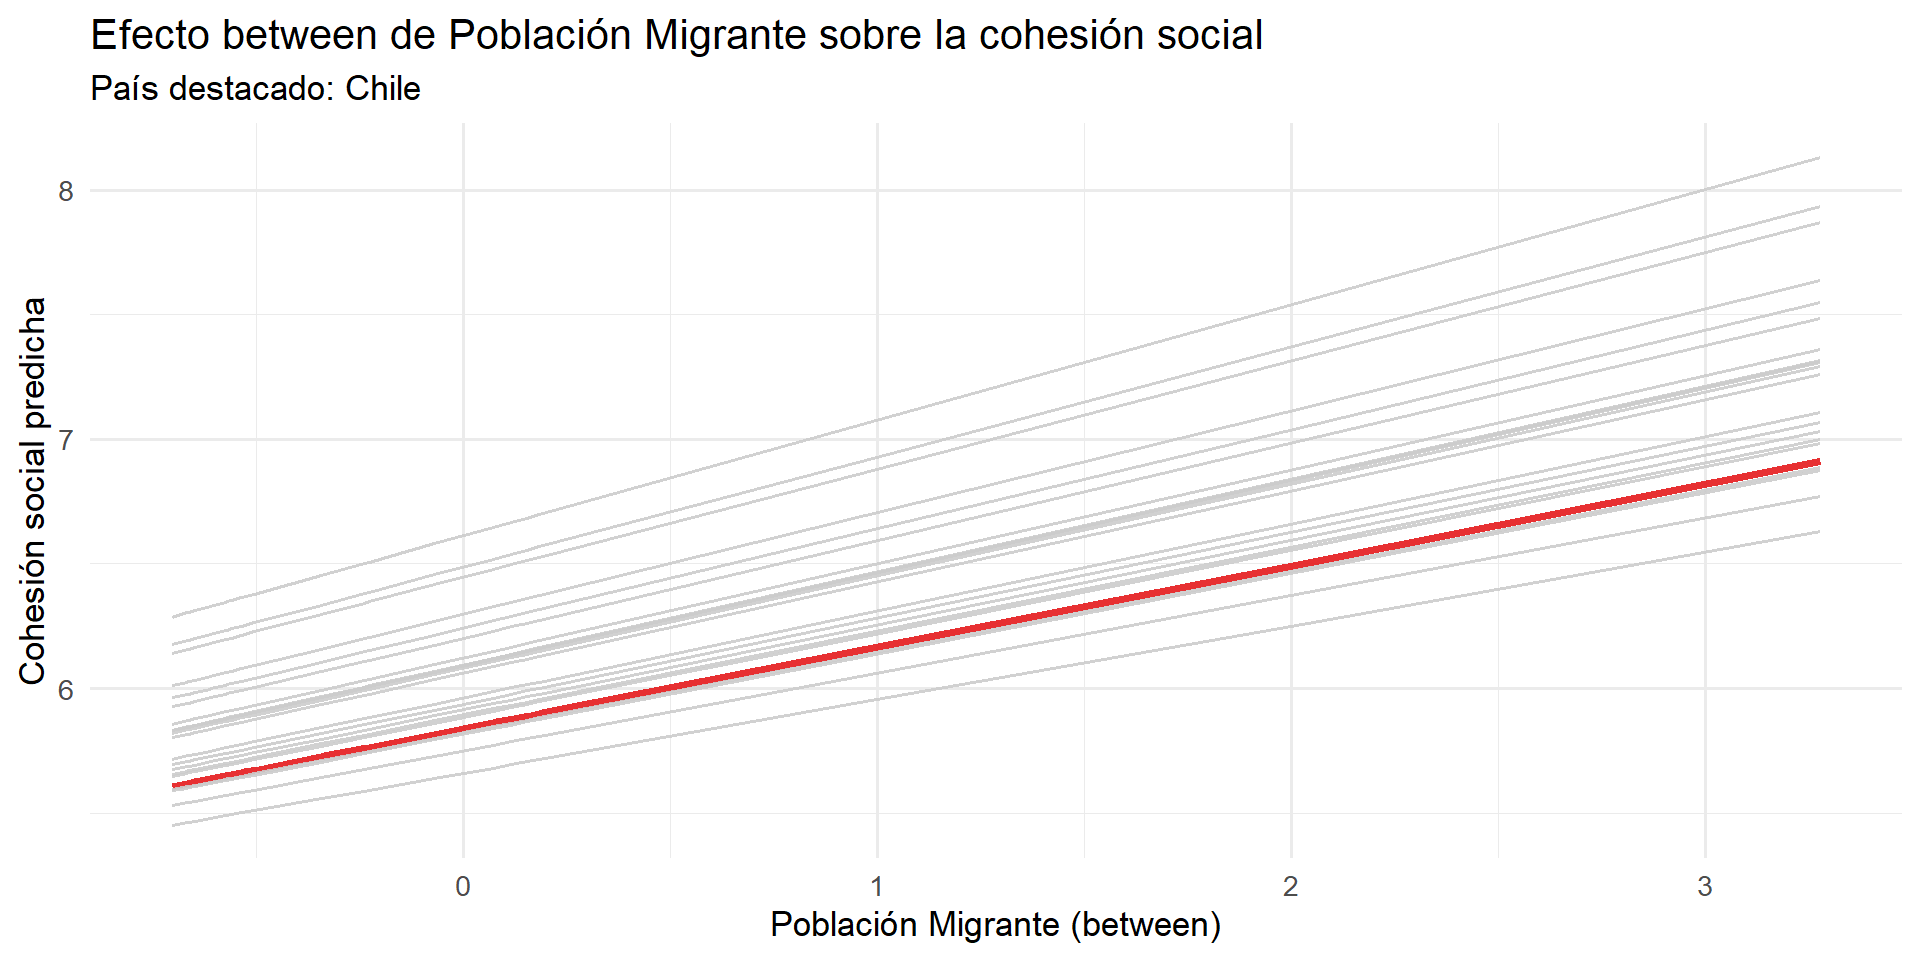 Efecto between de Población Migrante sobre la cohesión social
País destacado: Chile
Cohesión social predicha
8
7
6
0
1
2
3
Población Migrante (between)